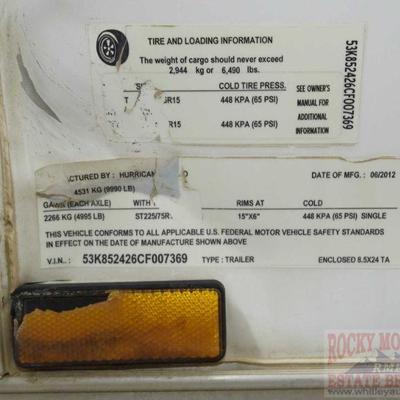 TIRE AND LOADING INFORMATION
The weight of cargo should never exceed
2,944 kg or 6,490 lbs.
COLD TIRE PRESS.
R15 448 KPA (65 PSI)
R15 448 KPA (65 PSI)
SEE OWNER'S
MANUAL FOR
ADDITIONAL
INFORMATION
53K852426CF007369
ACTURED BY: HURRICAN DATE OF MFG. : 06/2012
4531 KG (9990 LB)
GAWR (EACH AXLE) WITH RIMS AT COLD
2266 KG (4995 LB) ST225/75R 15"X6" 448 KPA (65 PSI) SINGLE
THIS VEHICLE CONFORMS TO ALL APPLICABLE U.S. FEDERAL MOTOR VEHICLE SAFETY STANDARDS
IN EFFECT ON THE DATE OF MANUFACTURE SHOWN ABOVE
V.I.N.: 53K852426CF007369 TYPE: TRAILER ENCLOSED 8.5X24 TA
ROCKY MO
ESTATE BR
www.whitleyau